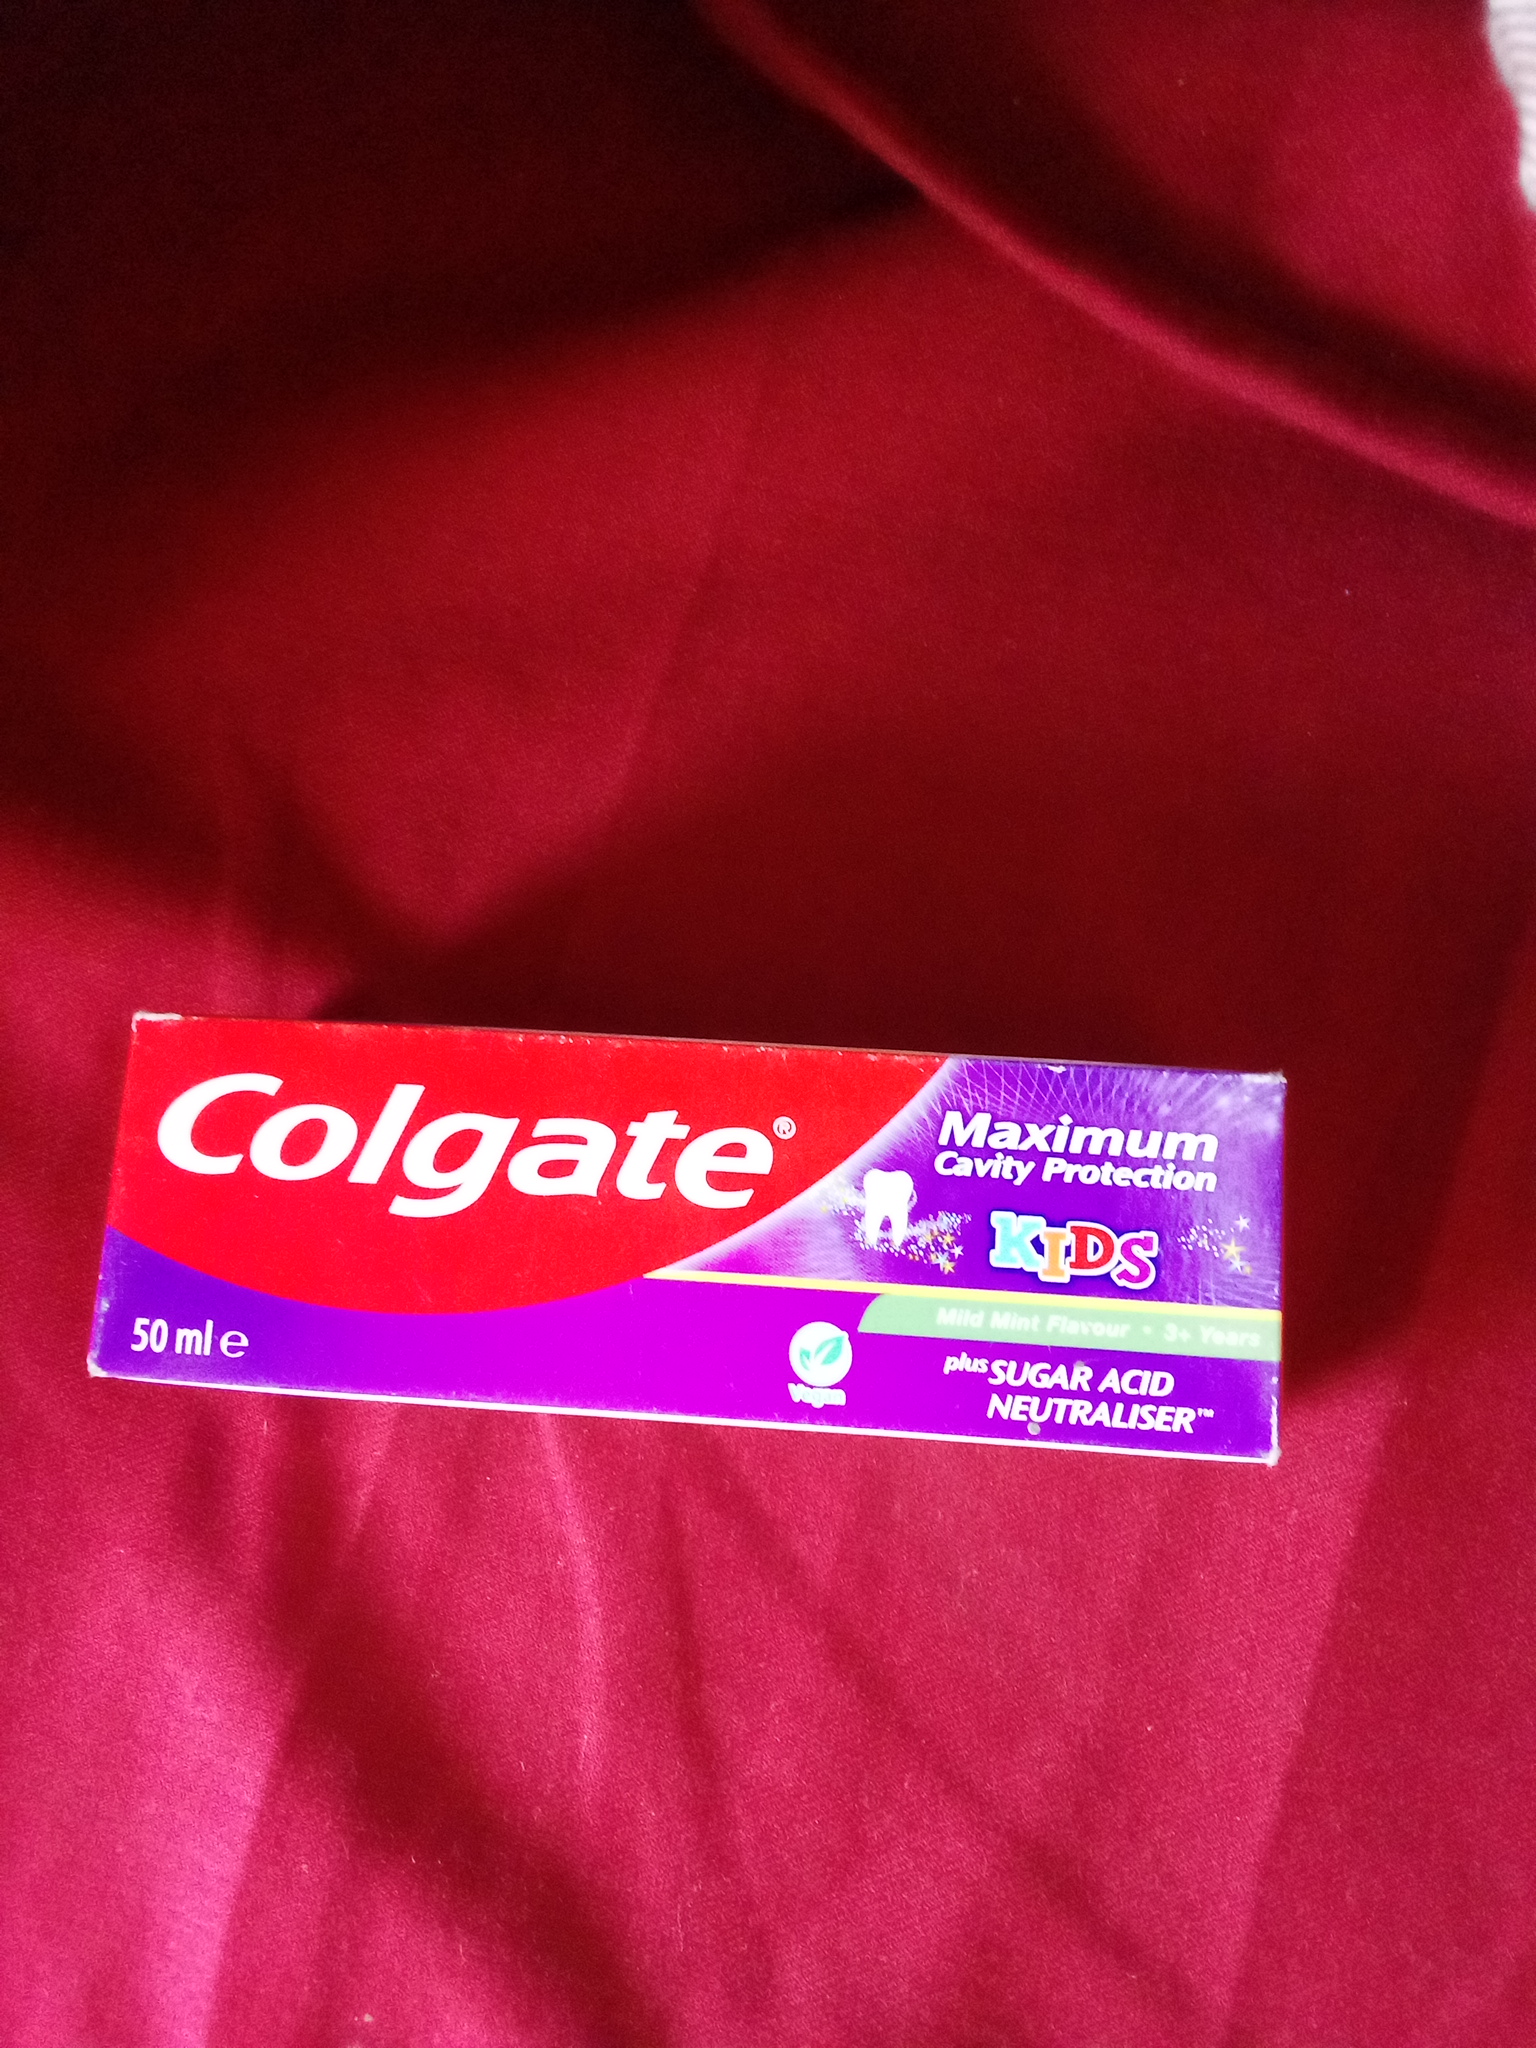 Colgate®
Maximum
Cavity Protection
KIDS
Mild Mint Flavour • 3+ Years
50 ml e
Vegan
plus SUGAR ACID
NEUTRALISER™